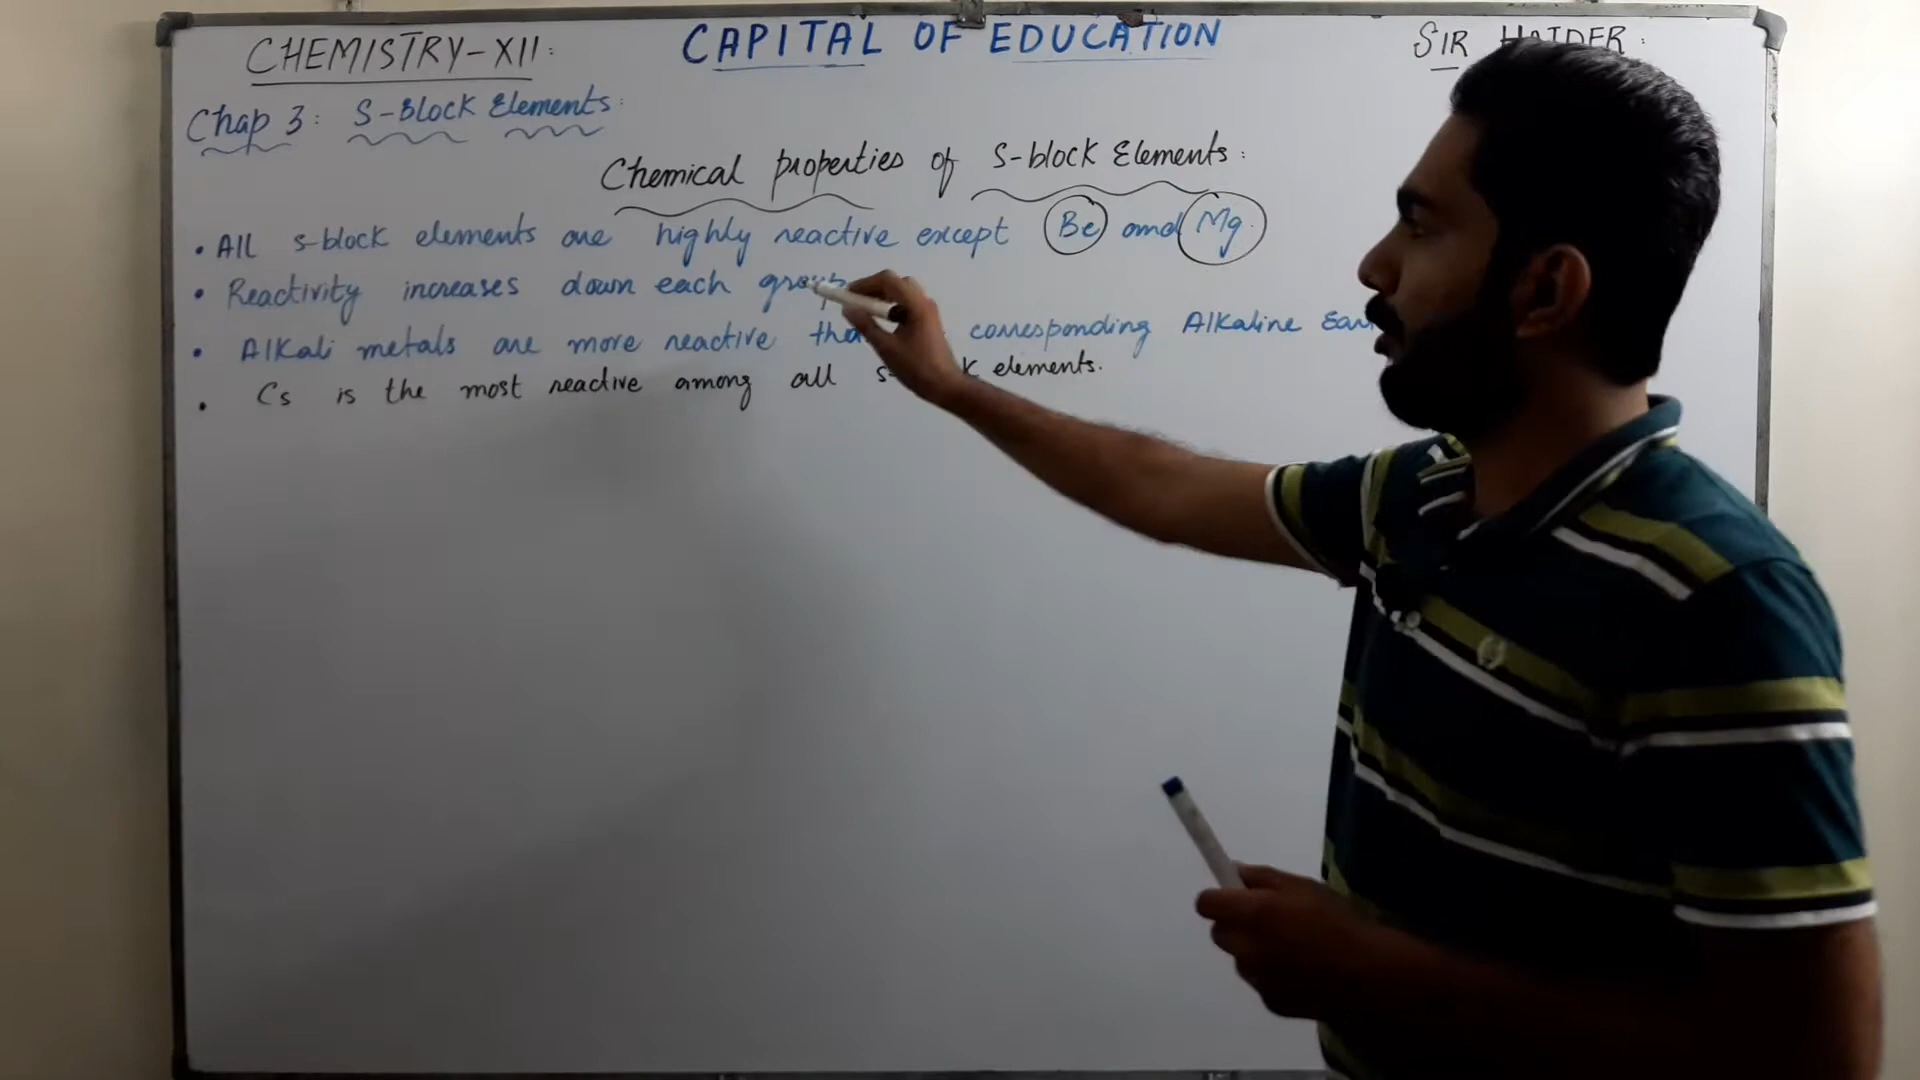 CHEMISTRY-XII:
CAPITAL OF EDUCATION
SIR HAIDER:
Chap 3: S-Block Elements:
Chemical properties of S-block Elements:
• All s-block elements are highly reactive except Be and Mg.
• Reactivity increases down each group
• Alkali metals are more reactive corresponding Alkaline
• Cs is the most reactive among all elements.